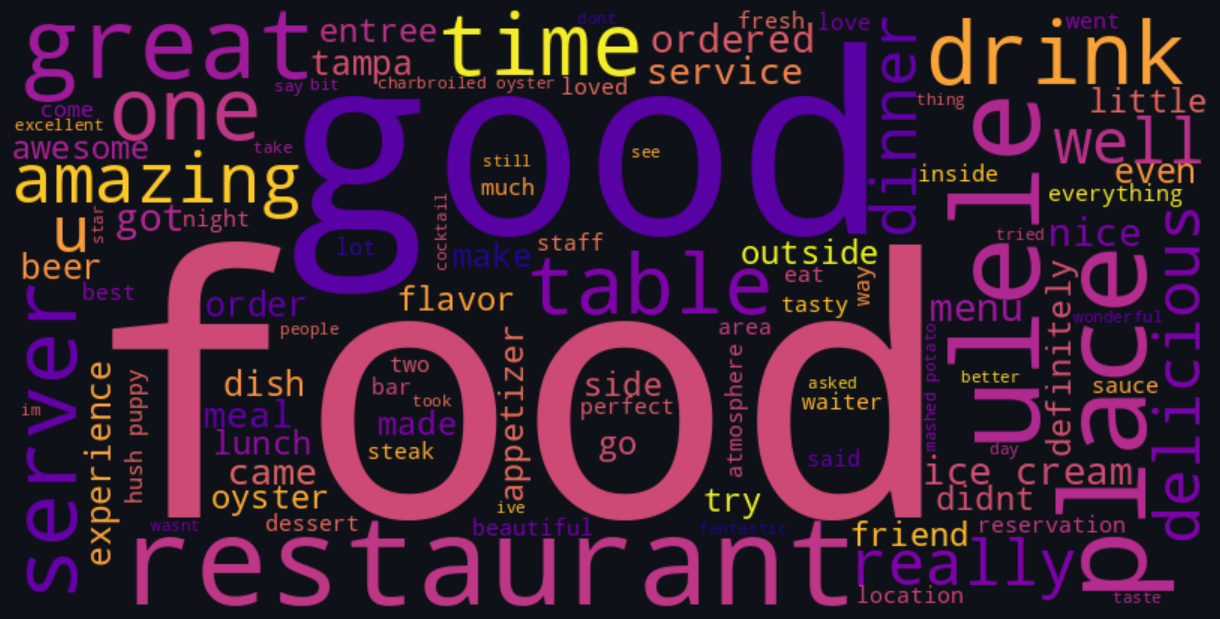 great
entree
time
dont
fresh
love
went
ordered
drink
tampa
service
say
bit
charbroiled oyster
loved
thing
little
come
one
good
dinner
excellent
awesome
take
still
see
well
amazing
much
inside
even
everything
u
star
got
night
cocktail
staff
tried
nice
beer
lot
make
outside
ulele
best
order
flavor
table
eat
tasty
way
menu
wonderful
delicious
server
people
food
area
definitely
place
experience
hush puppy
dish
two
bar
took
appetizer
side
perfect
atmosphere
asked
waiter
mashed potato
better
sauce
im
meal
made
lunch
steak
go
said
day
came
ice cream
oyster
ive
try
didnt
wasnt
dessert
beautiful
fantastic
friend
reservation
restaurant
really
location
taste